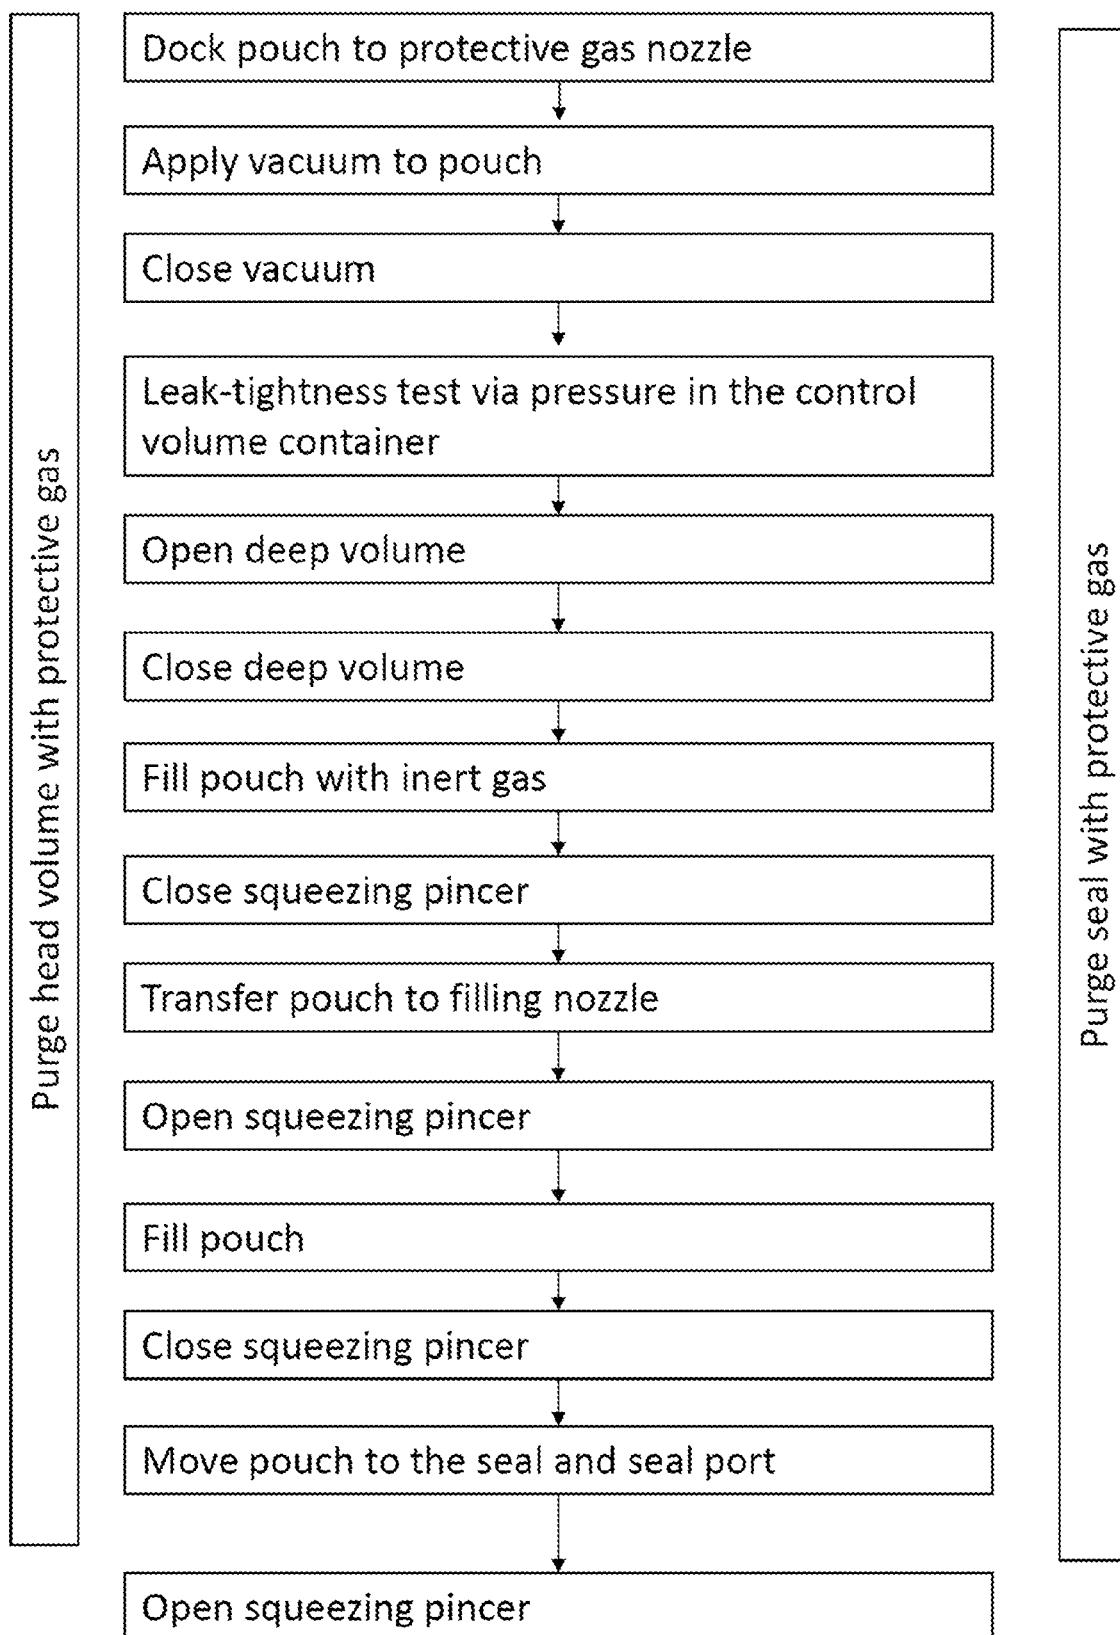 Purge head volume with protective gas
Dock pouch to protective gas nozzle
Apply vacuum to pouch
Close vacuum
Leak-tightness test via pressure in the control
volume container
Open deep volume
Close deep volume
Fill pouch with inert gas
Close squeezing pincer
Transfer pouch to filling nozzle
Open squeezing pincer
Fill pouch
Close squeezing pincer
Move pouch to the seal and seal port
Open squeezing pincer
Purge seal with protective gas